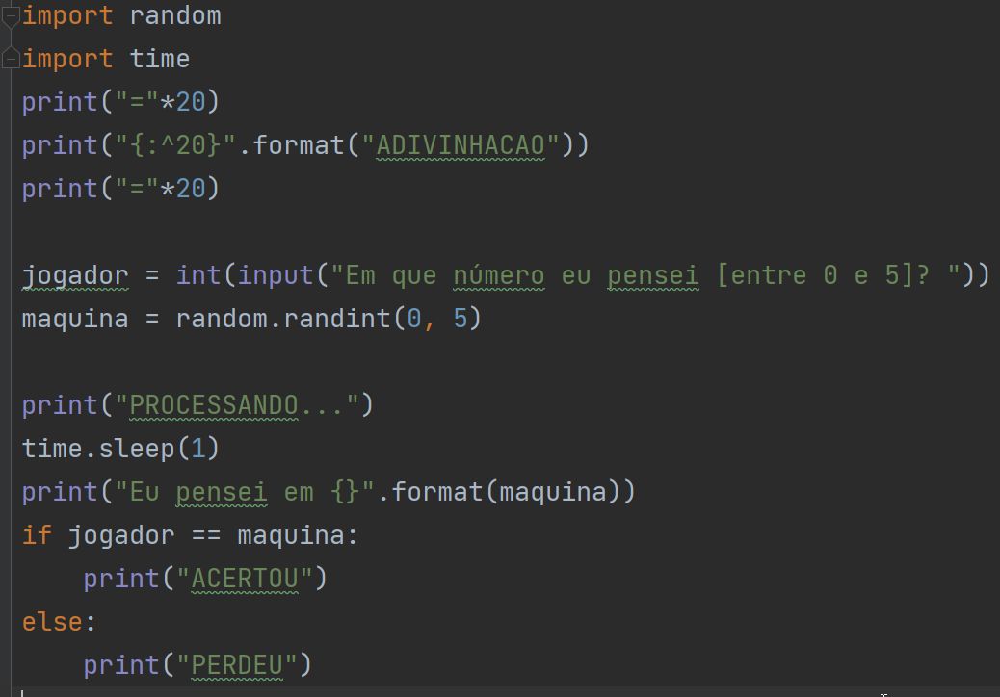 import random
import time
print("="*20)
print("{:^20}".format("ADIVINHACAO"))
print("="*20)
jogador = int(input("Em que número eu pensei [entre 0 e 5]? "))
maquina = random.randint(0, 5)
print("PROCESSANDO...")
time.sleep(1)
print("Eu pensei em {}".format(maquina))
if jogador == maquina:
    print("ACERTOU")
else:
    print("PERDEU")